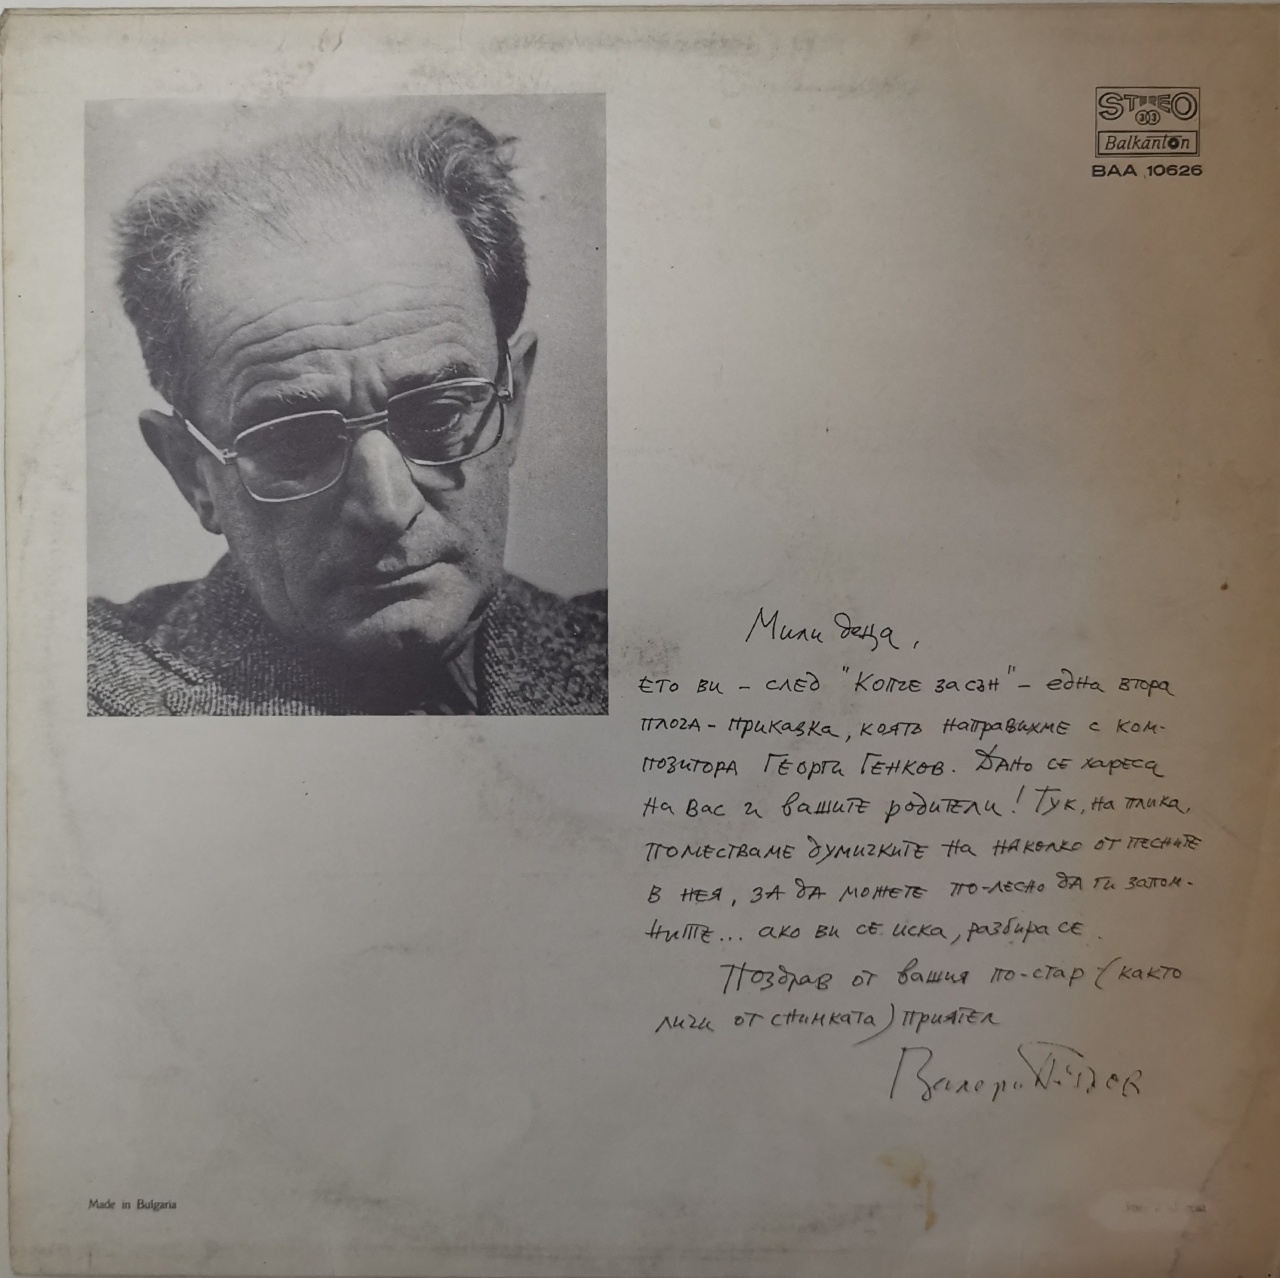 STEREO
33
Balkanton
BAA 10626
Мили деца,
ето ви - след "Копче за сън" - една втора
плоча - приказка, която направихме с ком-
позитора Георги Генков. Дано се хареса
на вас и вашите родители! Тук, на плика,
поместваме думичките на няколко от песните
в нея, за да можете по-лесно да ги запом-
ните... ако ви се иска, разбира се.
Поздрав от вашия по-стар (както
личи от снимката) приятел
Валери Петров
Made in Bulgaria